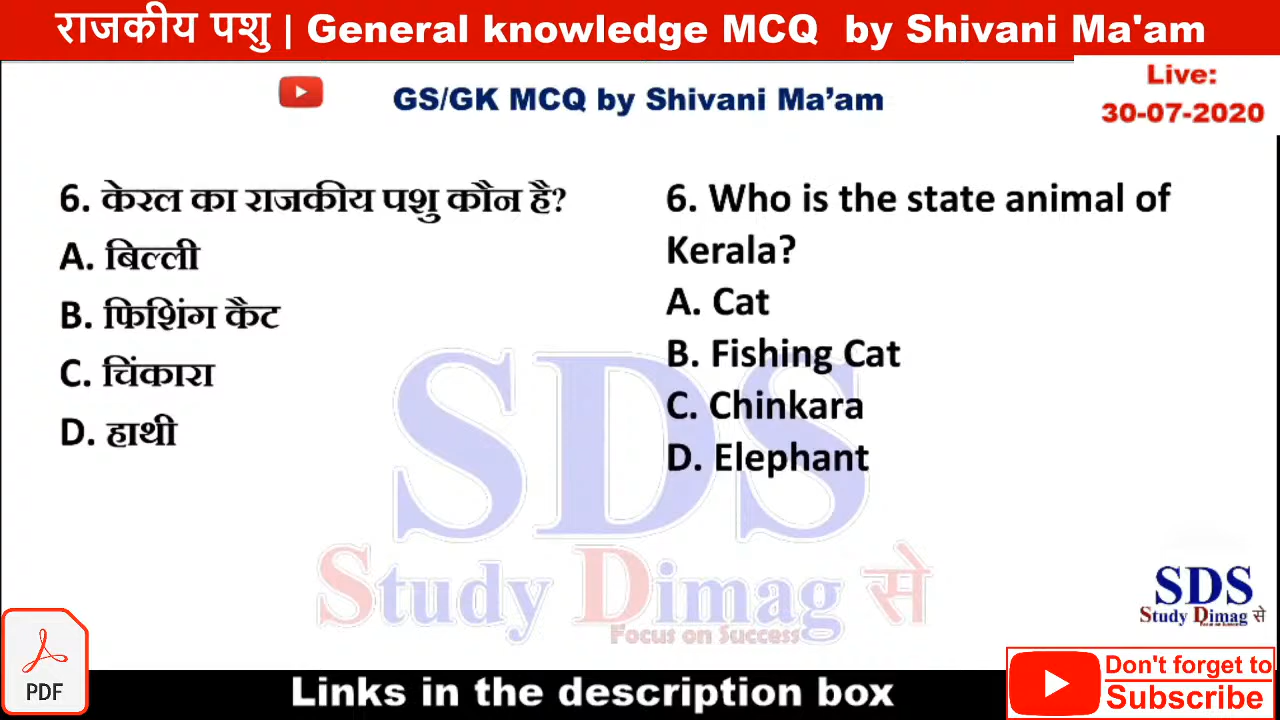 राजकीय पशु | General knowledge MCQ by Shivani Ma'am
Live:
30-07-2020
GS/GK MCQ by Shivani Ma’am
6. केरल का राजकीय पशु कौन है?
A. बिल्ली
B. फिशिंग कैट
C. चिंकारा
D. हाथी
6. Who is the state animal of
Kerala?
A. Cat
B. Fishing Cat
C. Chinkara
D. Elephant
SDS
Study Dimag से
Focus on Success
SDS
Study Dimag से
PDF
Links in the description box
Don't forget to
Subscribe